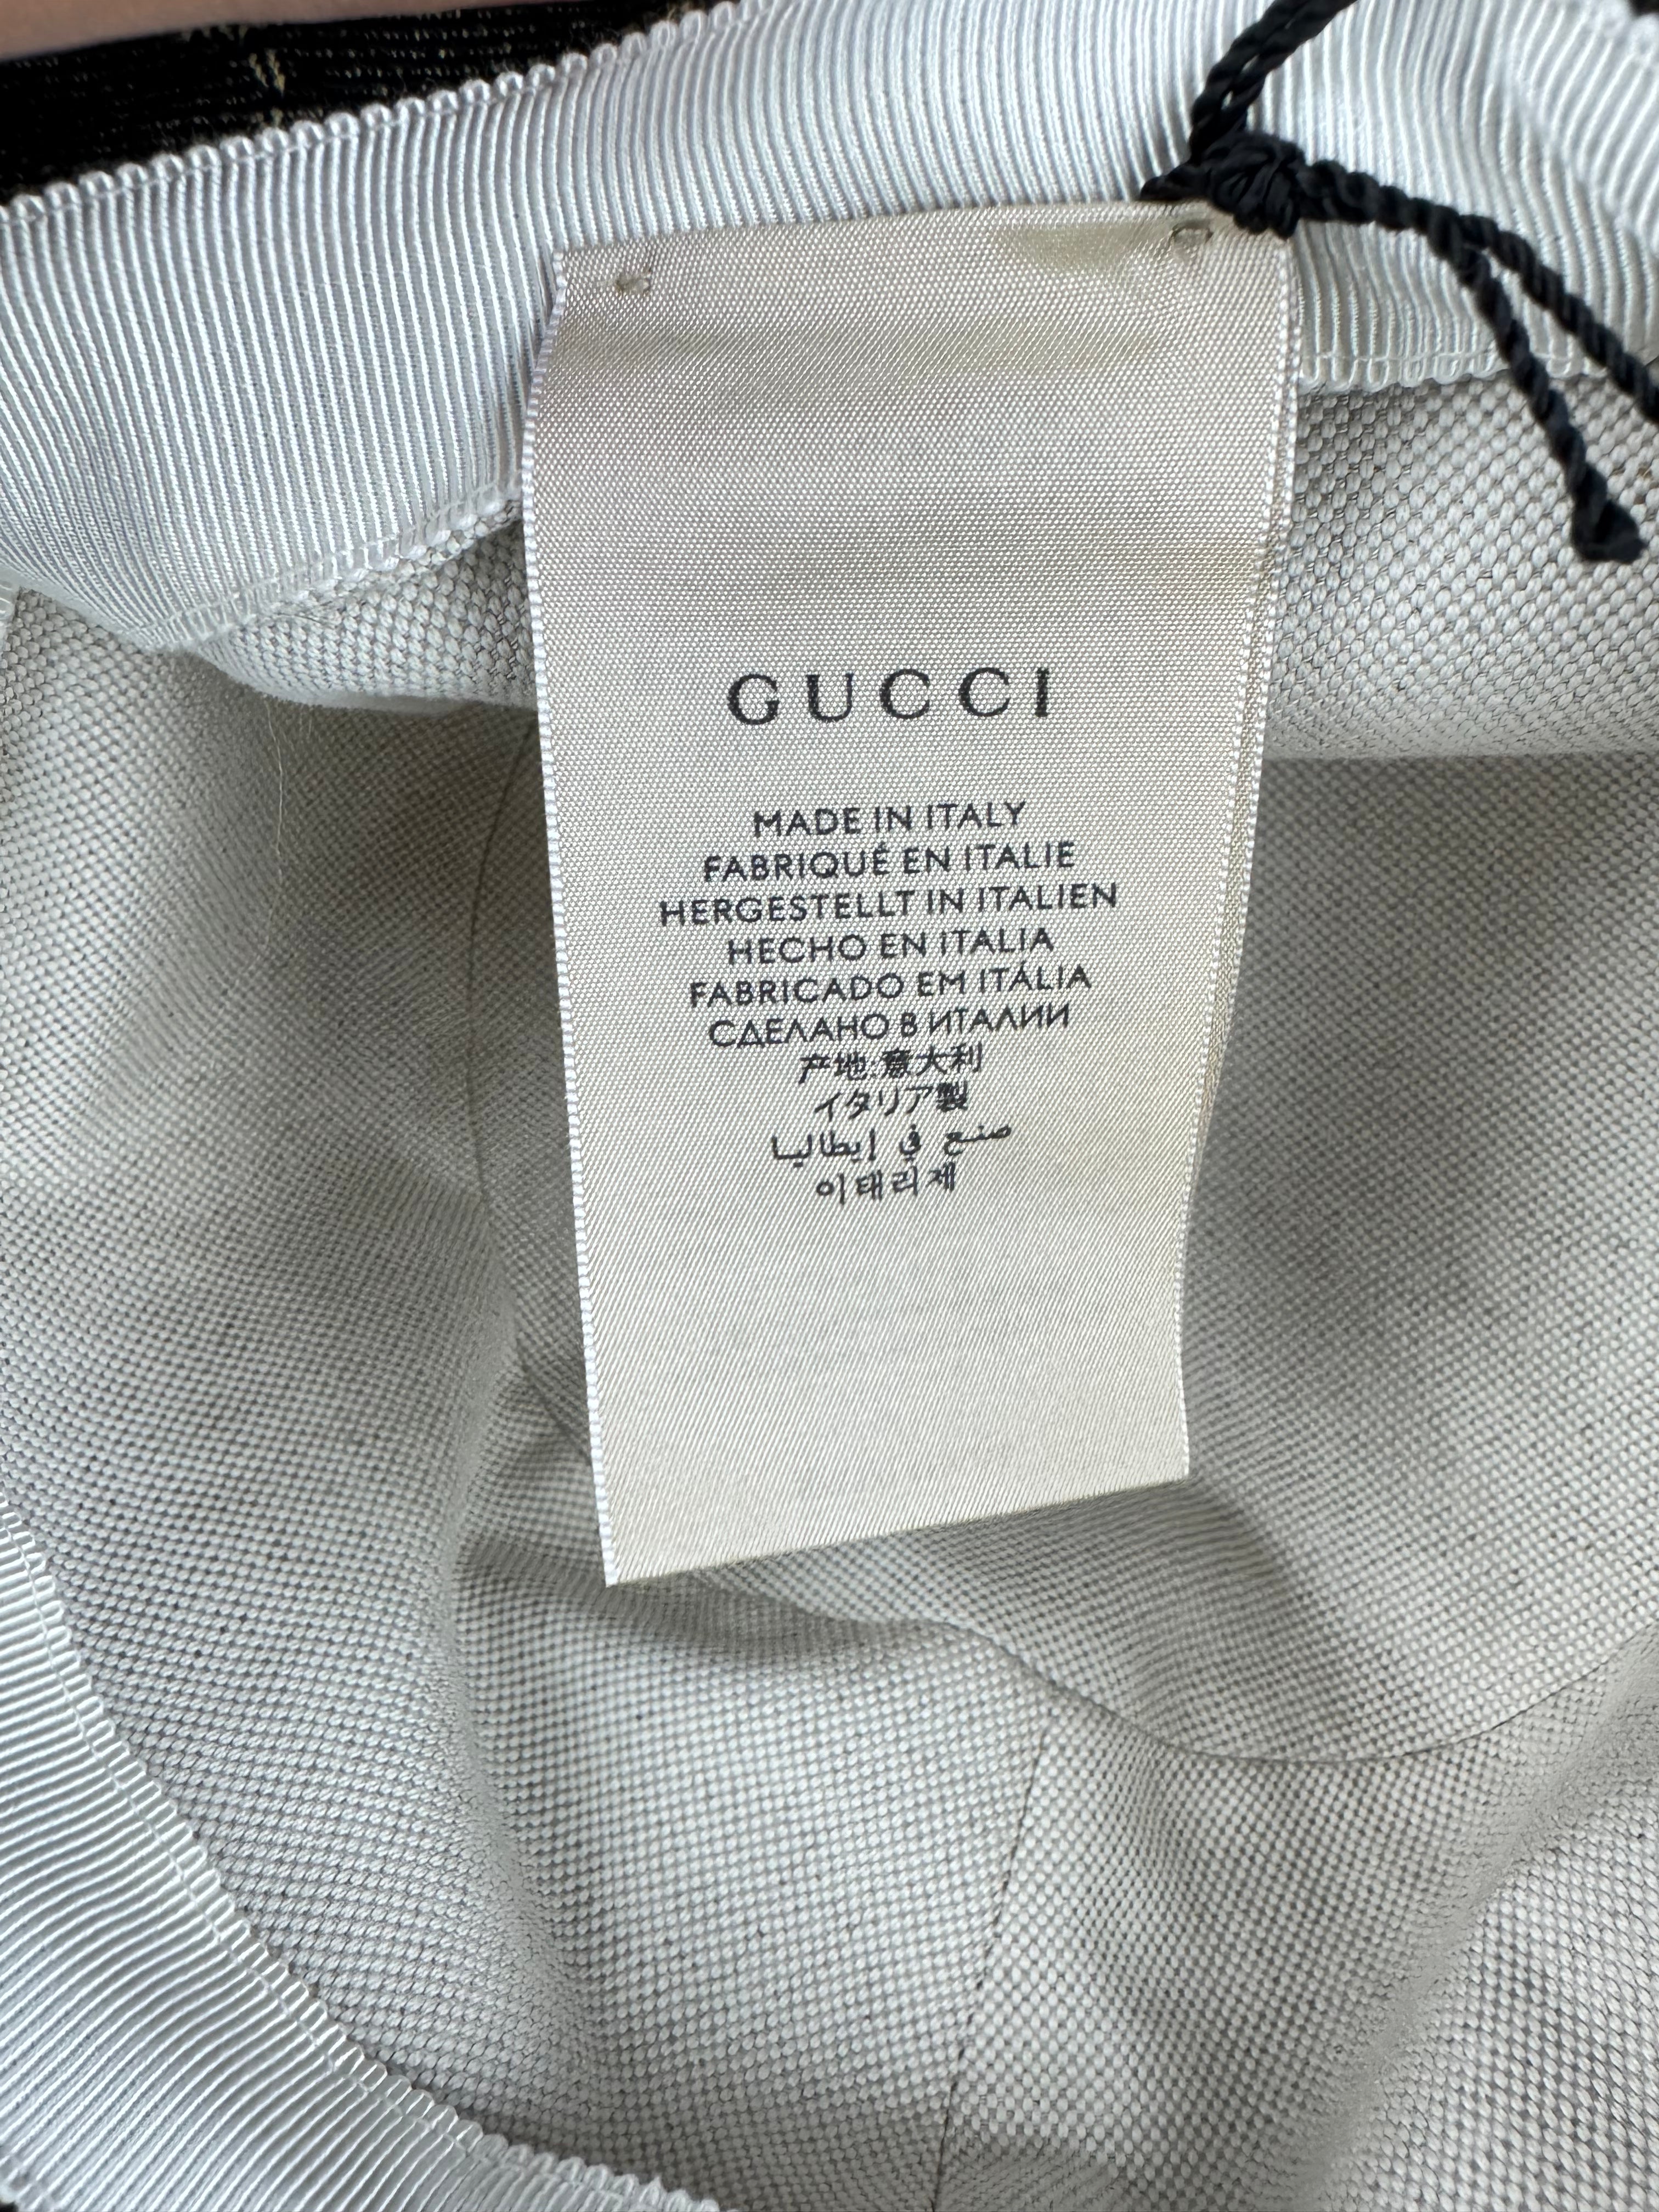 GUCCI
MADE IN ITALY
FABRIQUÉ EN ITALIE
HERGESTELLT IN ITALIEN
HECHO EN ITALIA
FABRICADO EM ITÁLIA
СДЕЛАНО В ИТАЛИИ
产地:意大利
イタリア製
صنع في إيطاليا
이태리제